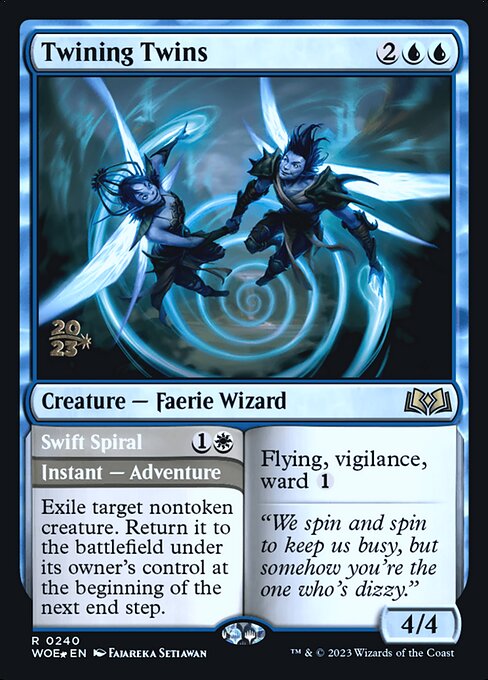 Twining Twins 2
20
23
Creature — Faerie Wizard
Swift Spiral 1
Instant — Adventure
Exile target nontoken
creature. Return it to
the battlefield under
its owner's control at
the beginning of the
next end step.
Flying, vigilance,
ward 1
“We spin and spin
to keep us busy, but
somehow you're the
one who's dizzy.”
4/4
R 0240
WOE★EN Fajareka Setiawan
™ & © 2023 Wizards of the Coast